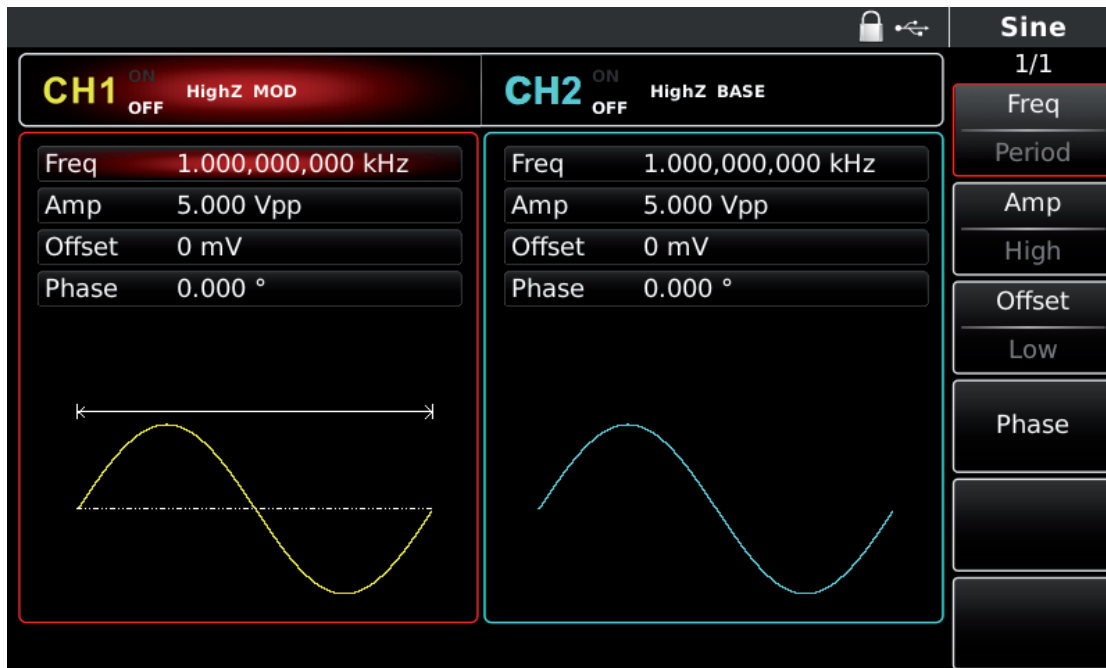 Sine
1/1
CH1 ON OFF HighZ MOD
CH2 ON OFF HighZ BASE
Freq 1.000,000,000 kHz
Amp 5.000 Vpp
Offset 0 mV
Phase 0.000 °
Freq 1.000,000,000 kHz
Amp 5.000 Vpp
Offset 0 mV
Phase 0.000 °
Freq
Period
Amp
High
Offset
Low
Phase